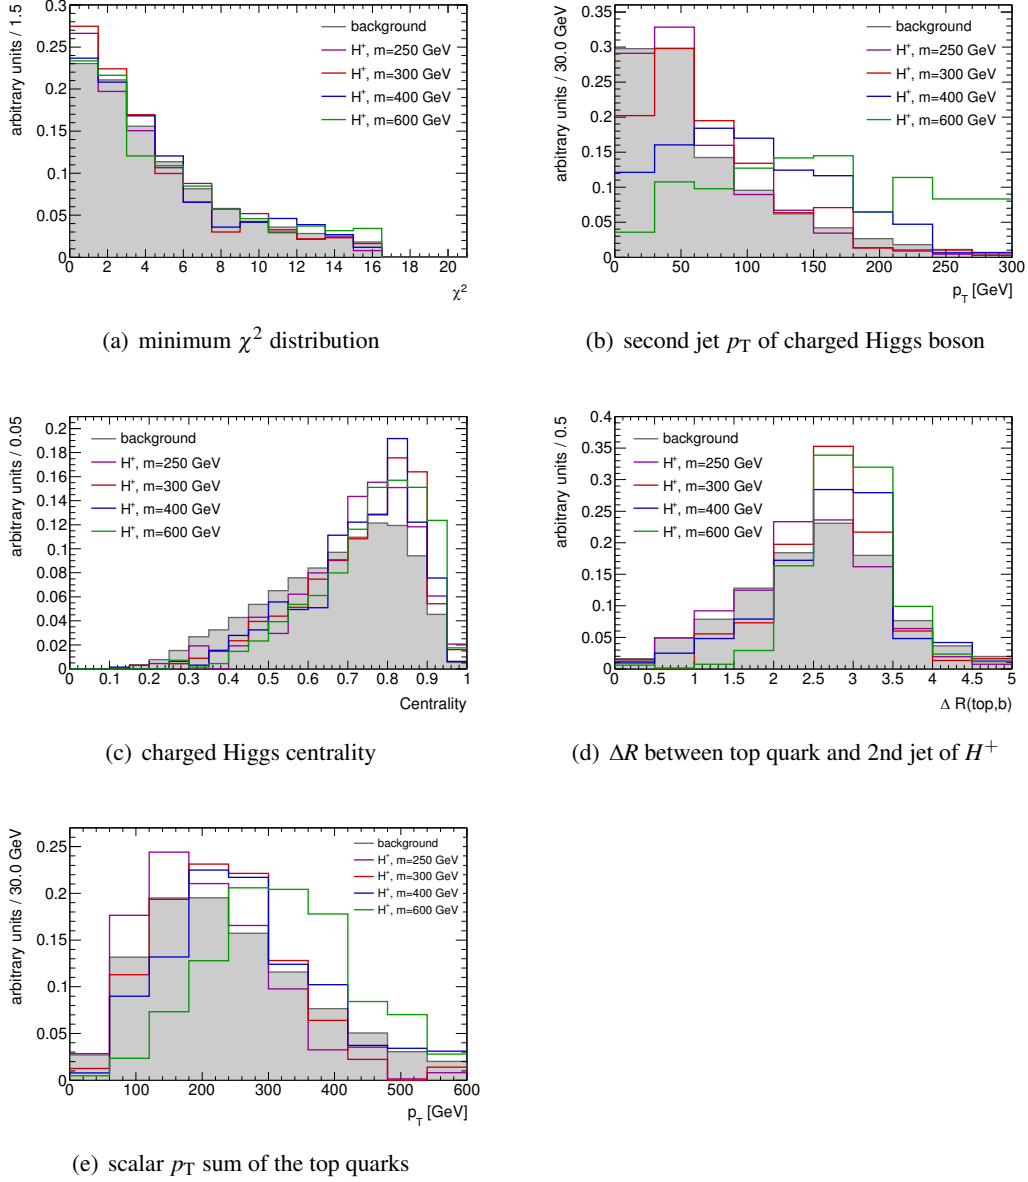 arbitrary units / 1.5
0.3
0.25
0.2
0.15
0.1
0.05
0
background
H+, m=250 GeV
H+, m=300 GeV
H+, m=400 GeV
H+, m=600 GeV
0 2 4 6 8 10 12 14 16 18 20
χ²
(a) minimum χ² distribution
arbitrary units / 30.0 GeV
0.35
0.3
0.25
0.2
0.15
0.1
0.05
0
background
H+, m=250 GeV
H+, m=300 GeV
H+, m=400 GeV
H+, m=600 GeV
0 50 100 150 200 250 300
p_T [GeV]
(b) second jet p_T of charged Higgs boson
arbitrary units / 0.05
0.2
0.18
0.16
0.14
0.12
0.1
0.08
0.06
0.04
0.02
0
background
H+, m=250 GeV
H+, m=300 GeV
H+, m=400 GeV
H+, m=600 GeV
0 0.1 0.2 0.3 0.4 0.5 0.6 0.7 0.8 0.9 1
Centrality
(c) charged Higgs centrality
arbitrary units / 0.5
0.4
0.35
0.3
0.25
0.2
0.15
0.1
0.05
0
background
H+, m=250 GeV
H+, m=300 GeV
H+, m=400 GeV
H+, m=600 GeV
0 0.5 1 1.5 2 2.5 3 3.5 4 4.5 5
Δ R(top,b)
(d) ΔR between top quark and 2nd jet of H+
arbitrary units / 30.0 GeV
0.25
0.2
0.15
0.1
0.05
0
background
H+, m=250 GeV
H+, m=300 GeV
H+, m=400 GeV
H+, m=600 GeV
0 100 200 300 400 500 600
p_T [GeV]
(e) scalar p_T sum of the top quarks